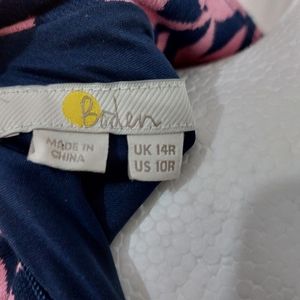 Boden
MADE IN
CHINA
UK 14R
US 10R